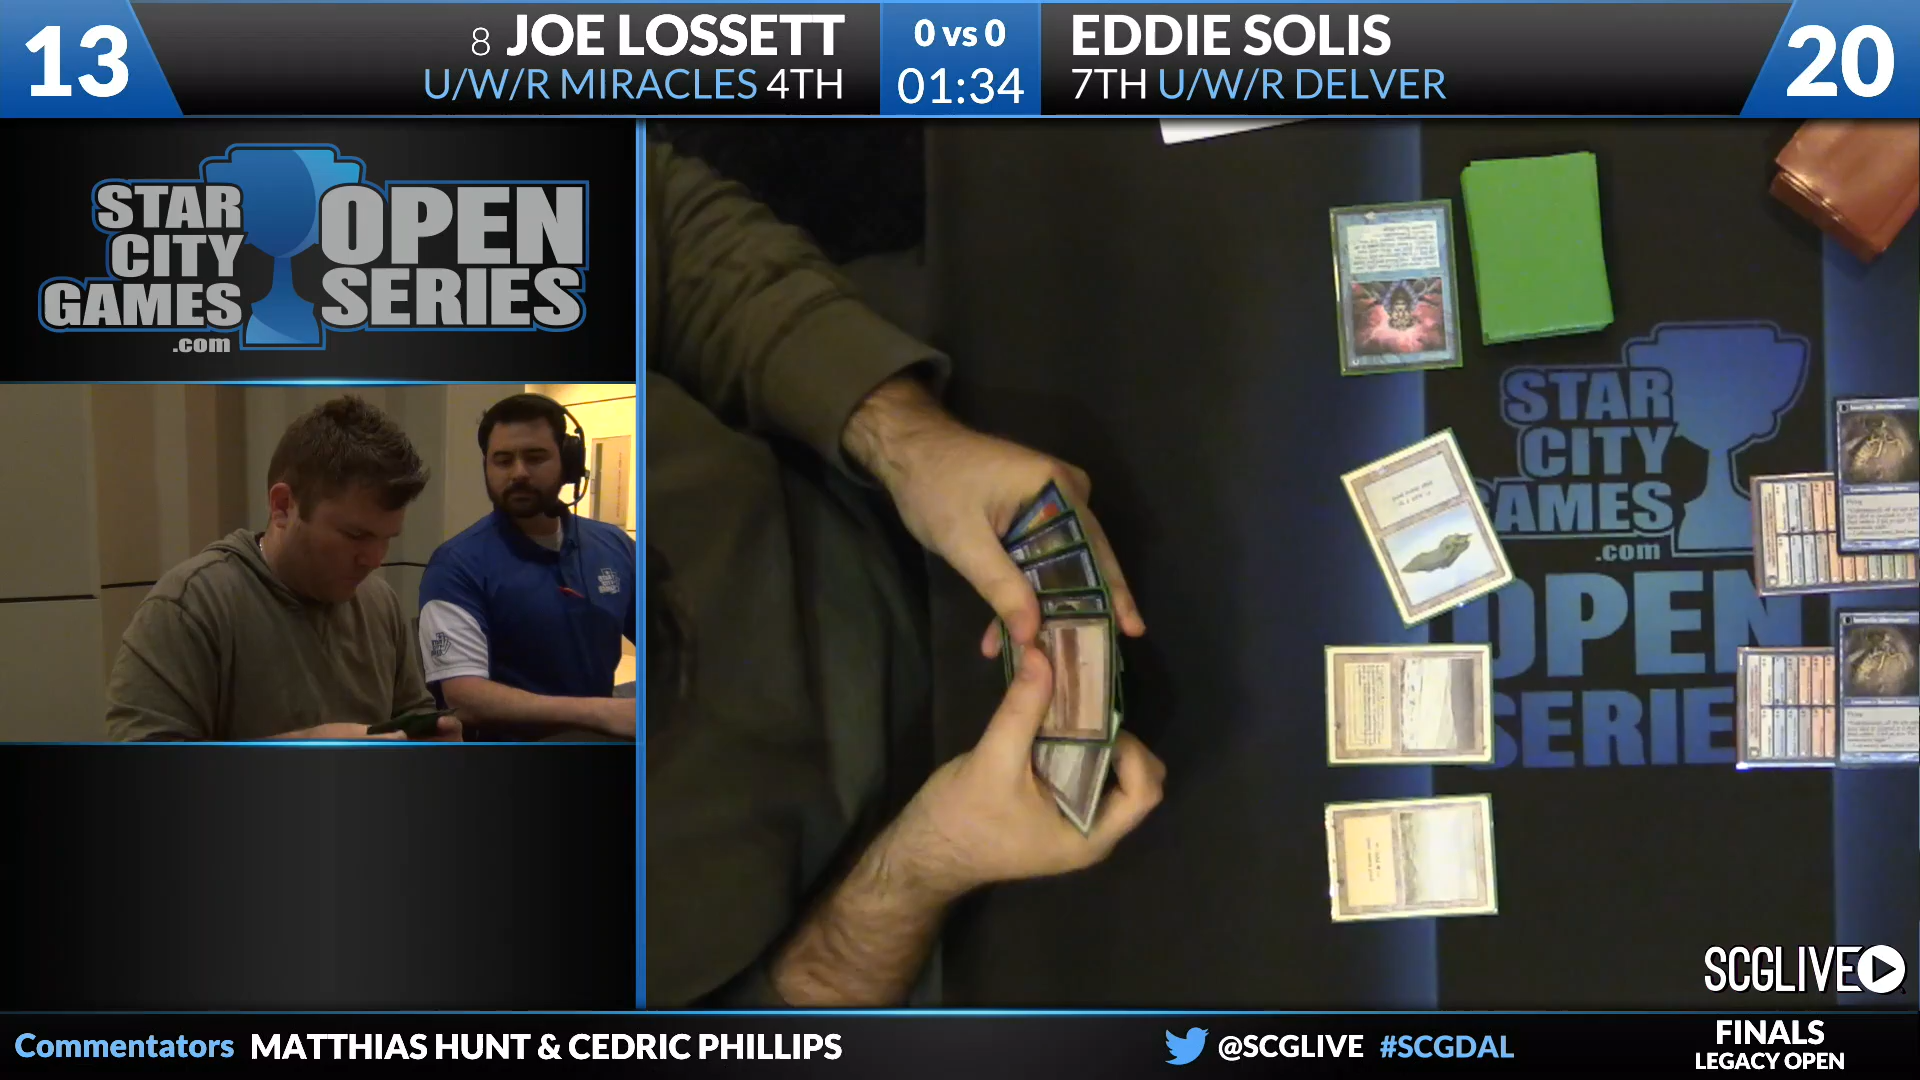 13
8 JOE LOSSETT
U/W/R MIRACLES 4TH
0 vs 0
01:34
EDDIE SOLIS
7TH U/W/R DELVER
20
STAR
CITY
GAMES
.com
OPEN
SERIES
STAR
CITY
GAMES
.com
OPEN
SERIE
SCGLIVE
Commentators MATTHIAS HUNT & CEDRIC PHILLIPS
@SCGLIVE #SCGDAL
FINALS
LEGACY OPEN